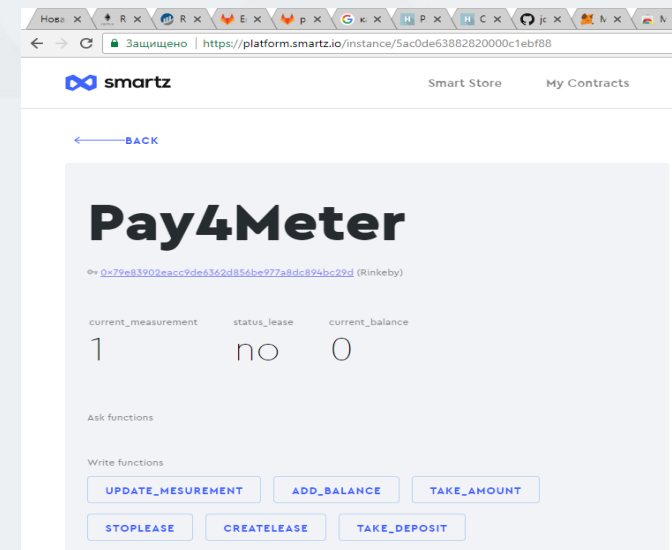 Нова
Защищено | https://platform.smartz.io/instance/5ac0de63882820000c1ebf88
smartz Smart Store My Contracts
BACK
Pay4Meter
0x79e83902eacc9de6362d856be977a8dc894bc29d (Rinkeby)
current_measurement status_lease current_balance
1 no 0
Ask functions
Write functions
UPDATE_MESUREMENT ADD_BALANCE TAKE_AMOUNT
STOPLEASE CREATELEASE TAKE_DEPOSIT